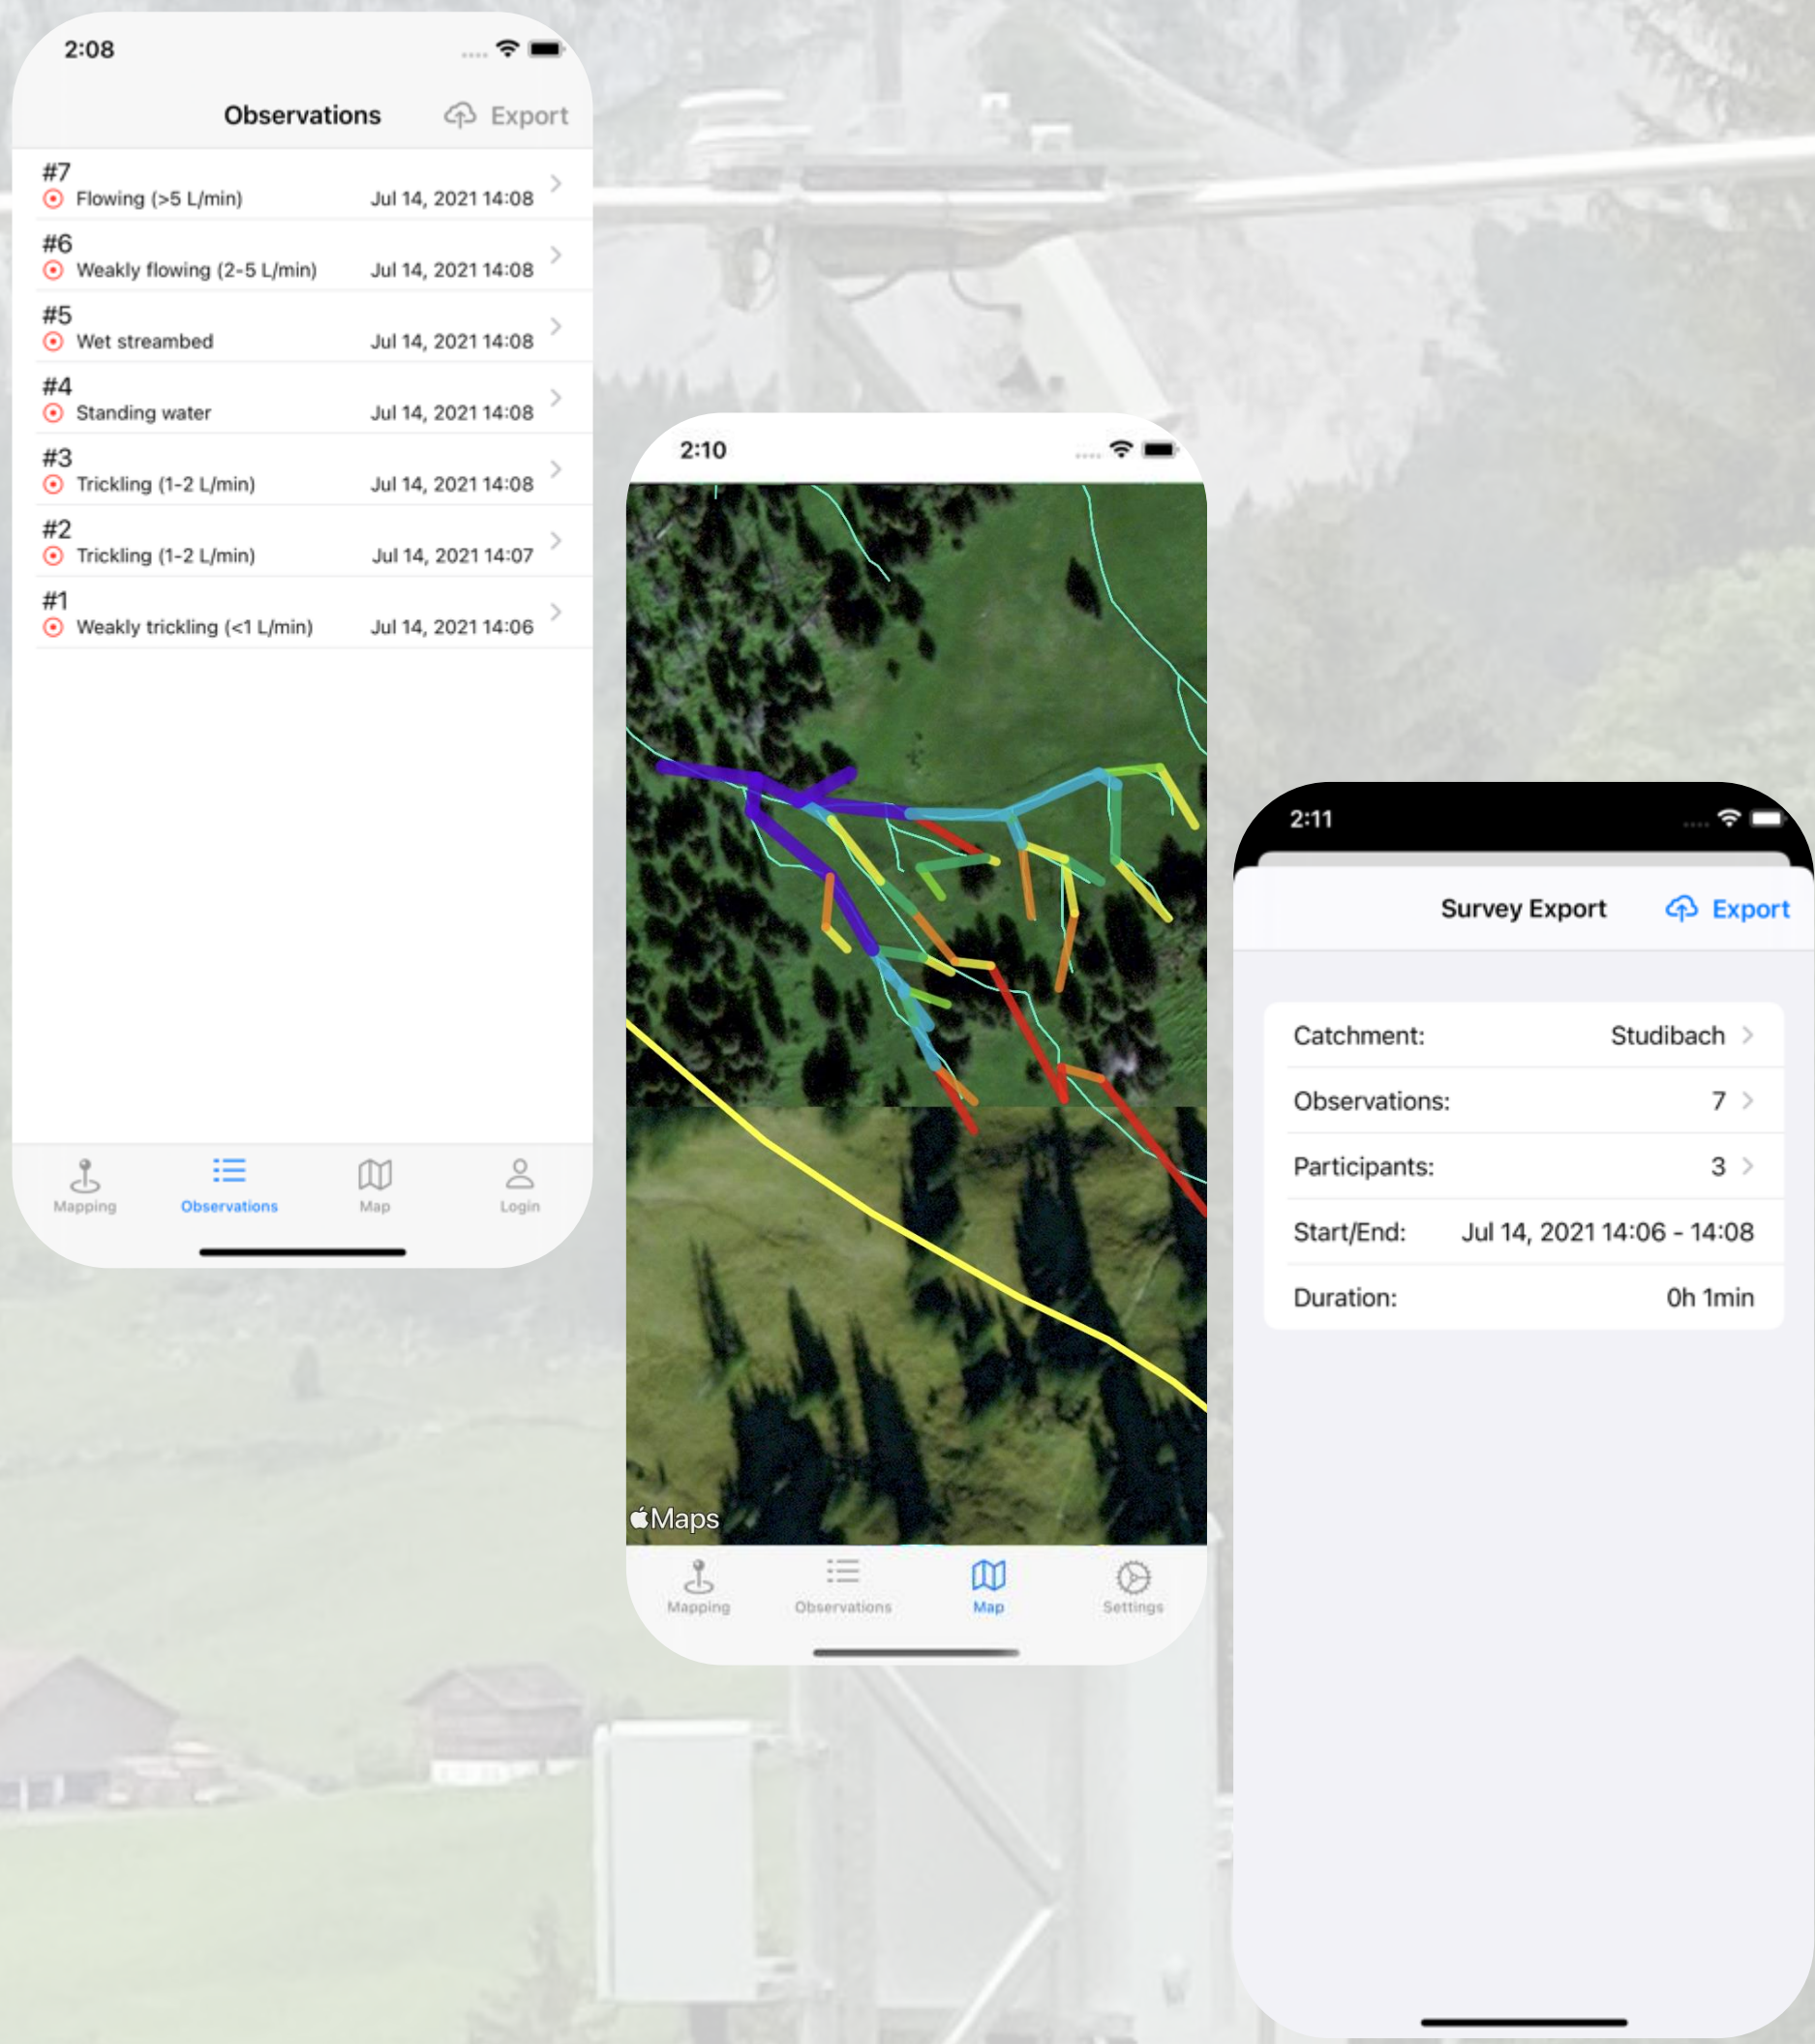 2:08
Observations Export
#7
Flowing (>5 L/min) Jul 14, 2021 14:08
#6
Weakly flowing (2-5 L/min) Jul 14, 2021 14:08
#5
Wet streambed Jul 14, 2021 14:08
#4
Standing water Jul 14, 2021 14:08
#3
Trickling (1-2 L/min) Jul 14, 2021 14:08
#2
Trickling (1-2 L/min) Jul 14, 2021 14:07
#1
Weakly trickling (<1 L/min) Jul 14, 2021 14:06
Mapping Observations Map Login
2:10
Maps
Mapping Observations Map Settings
2:11
Survey Export Export
Catchment: Studibach
Observations: 7
Participants: 3
Start/End: Jul 14, 2021 14:06 - 14:08
Duration: 0h 1min